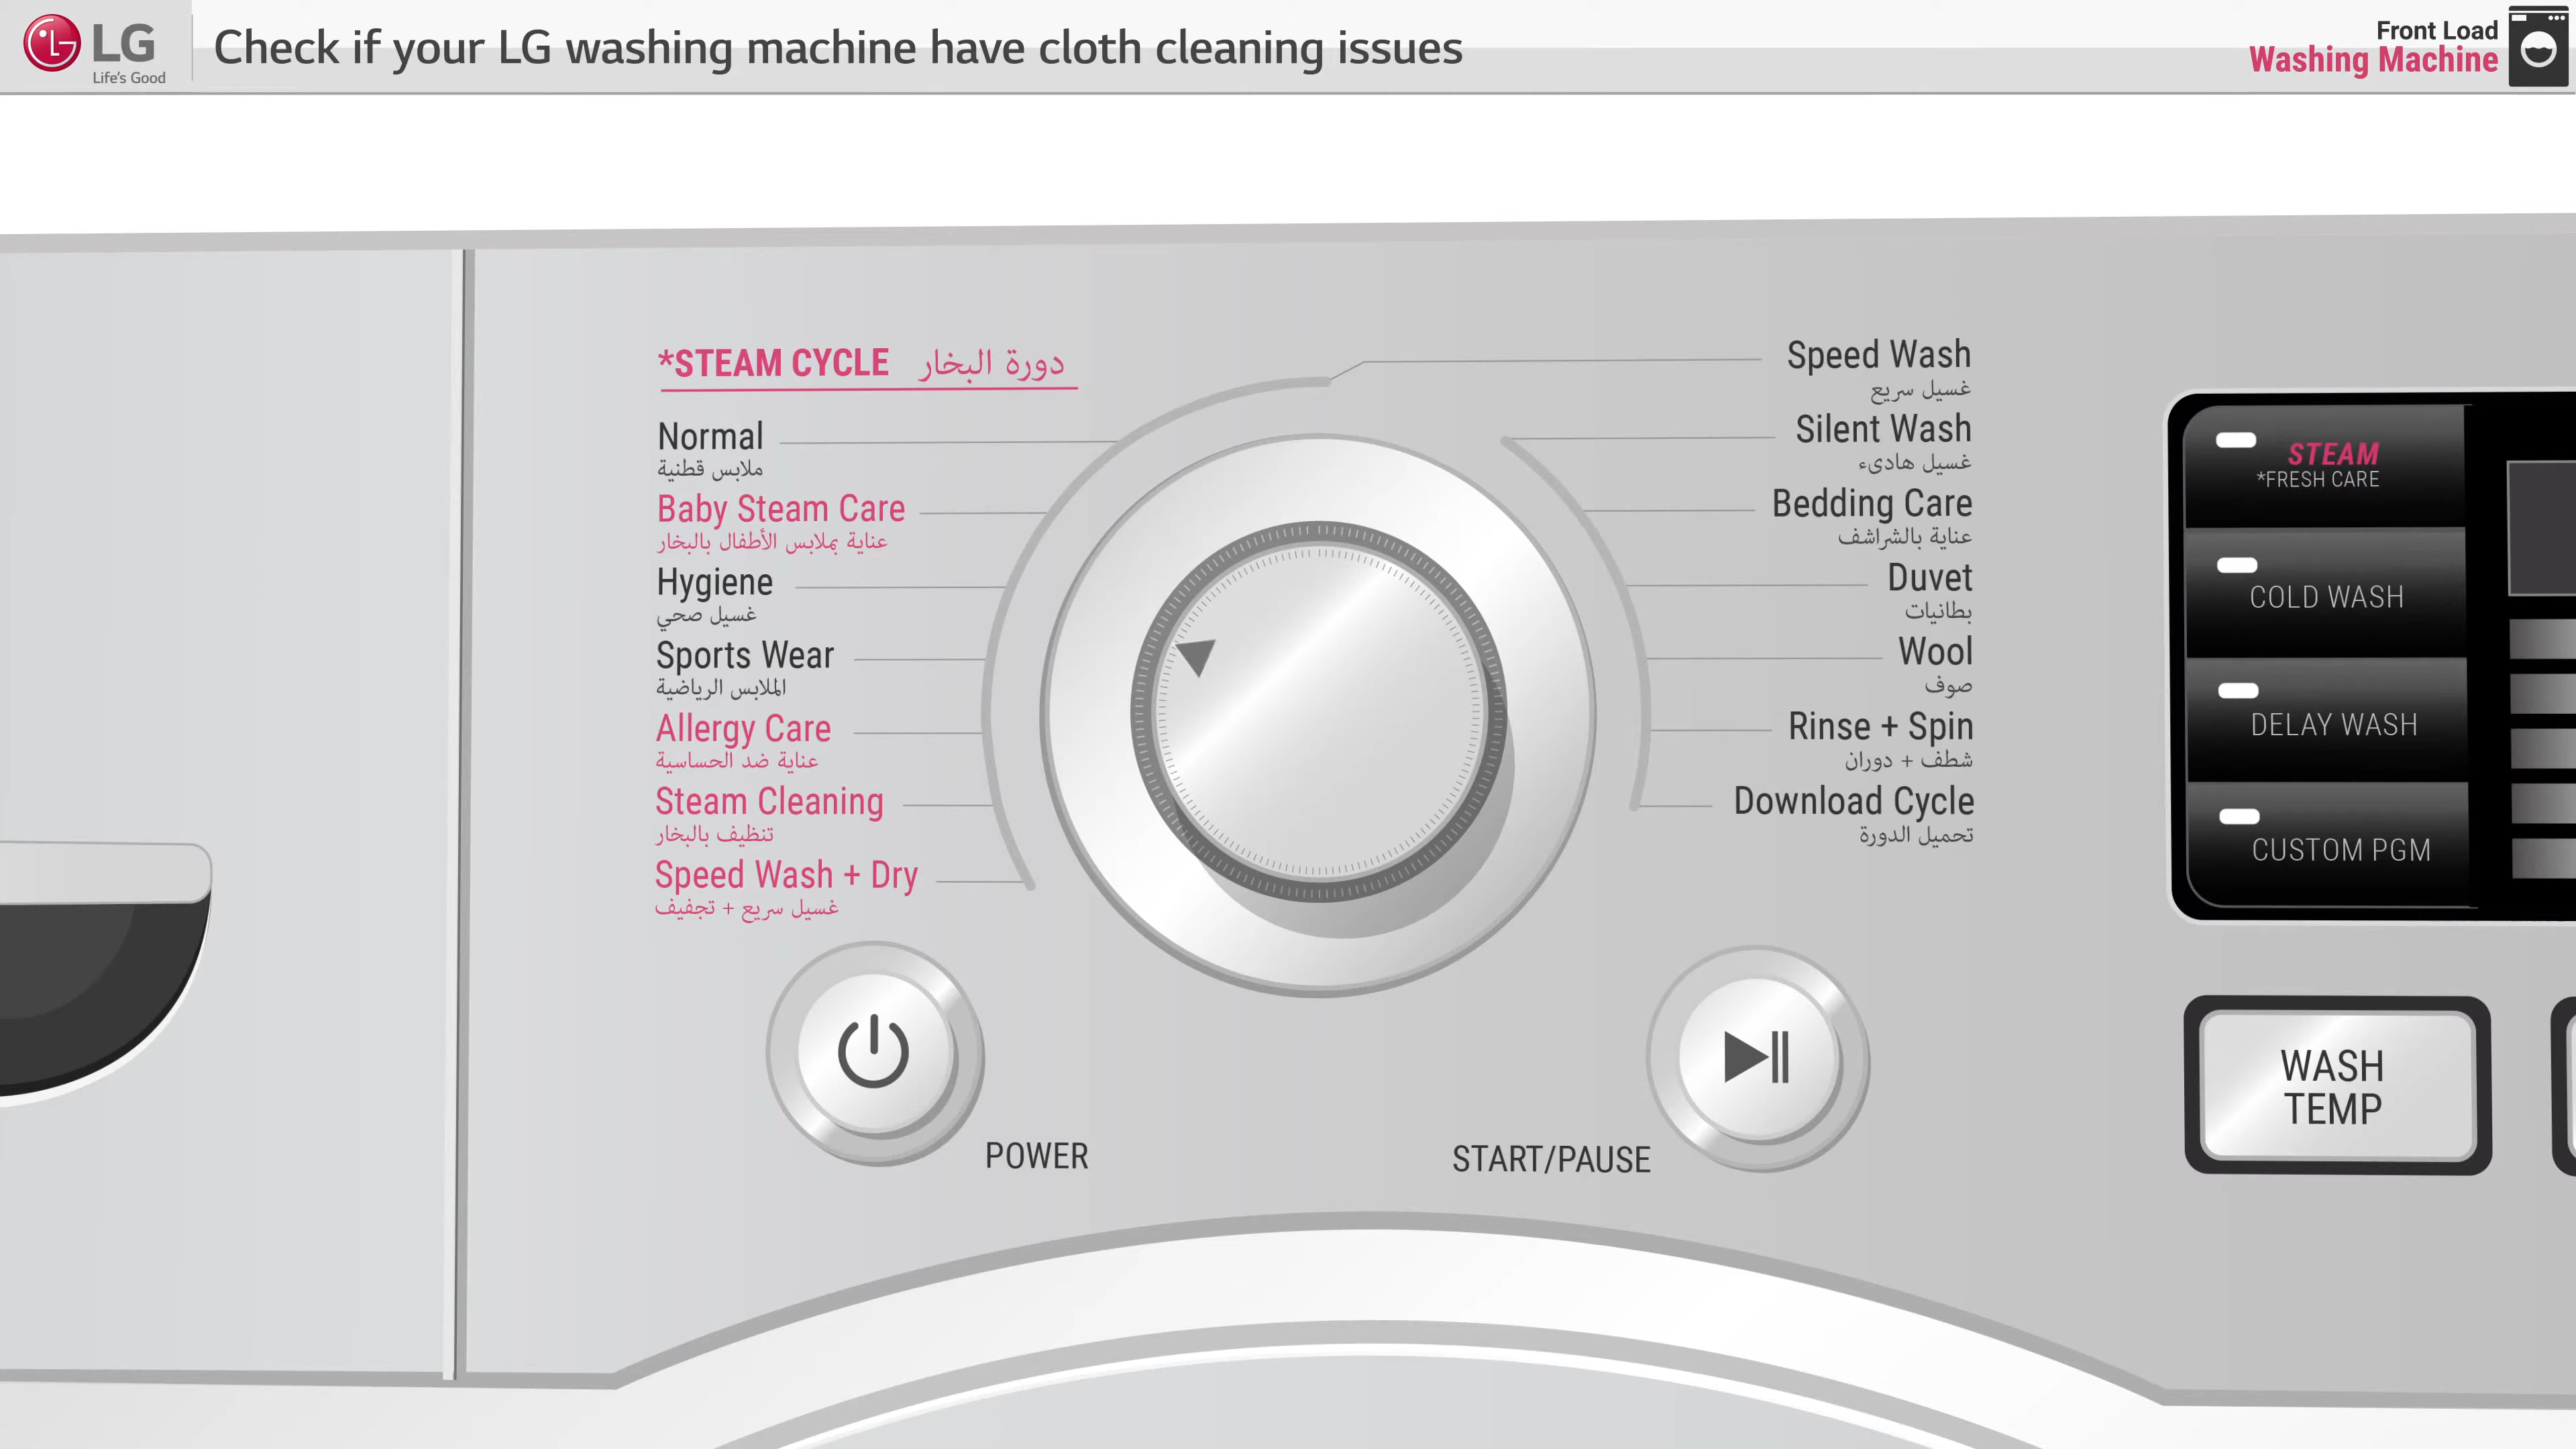 LG
Life's Good
Check if your LG washing machine have cloth cleaning issues
Front Load
Washing Machine
*STEAM CYCLE دورة البخار
Normal
ملابس قطنية
Baby Steam Care
عناية بملابس الأطفال بالبخار
Hygiene
غسيل صحي
Sports Wear
الملابس الرياضية
Allergy Care
عناية ضد الحساسية
Steam Cleaning
تنظيف بالبخار
Speed Wash + Dry
غسيل سريع + تجفيف
Speed Wash
غسيل سريع
Silent Wash
غسيل هادىء
Bedding Care
عناية بالشراشف
Duvet
بطانيات
Wool
صوف
Rinse + Spin
شطف + دوران
Download Cycle
تحميل الدورة
POWER
START/PAUSE
STEAM
*FRESH CARE
COLD WASH
DELAY WASH
CUSTOM PGM
WASH
TEMP